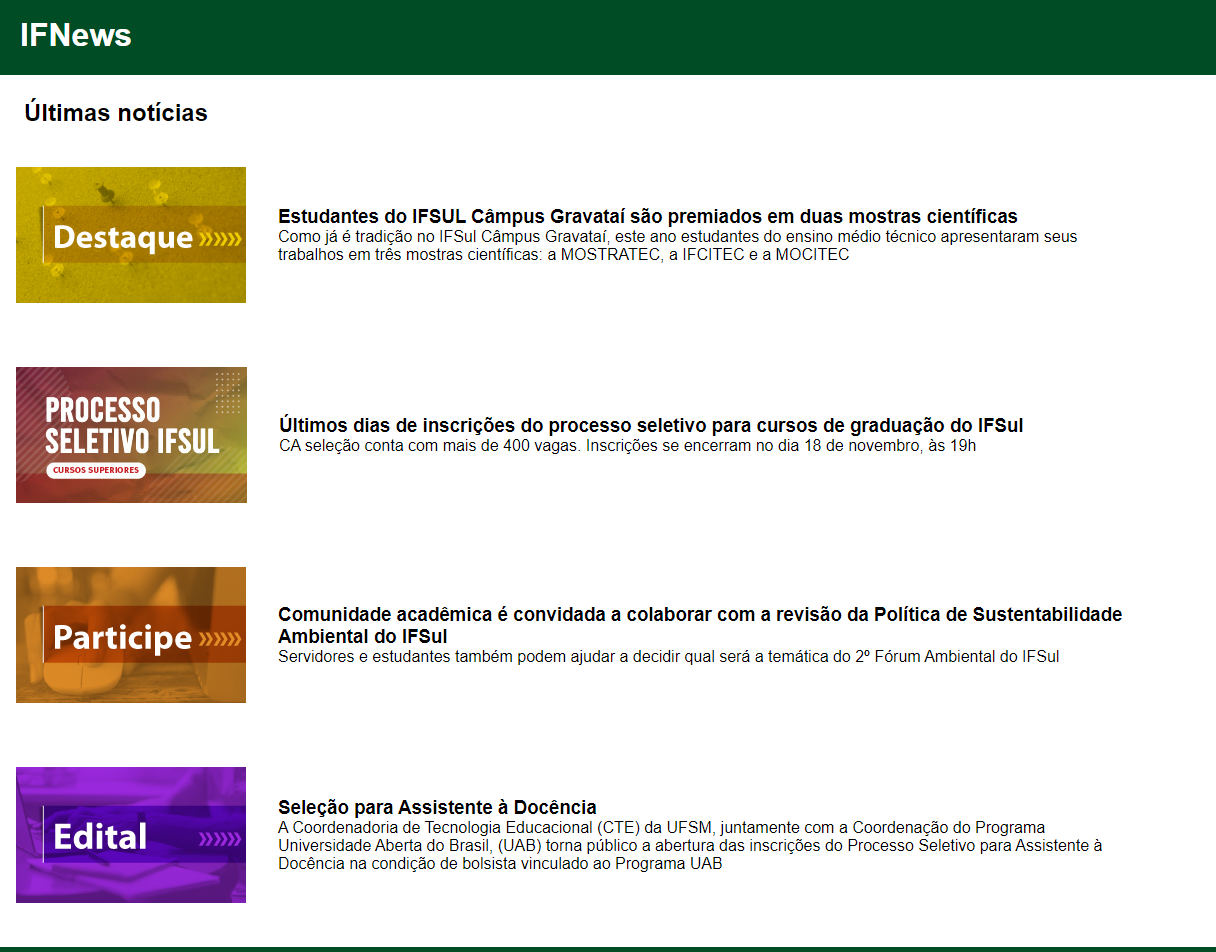 IFNews
Últimas notícias
Destaque »»»
Estudantes do IFSUL Câmpus Gravataí são premiados em duas mostras científicas
Como já é tradição no IFSul Câmpus Gravataí, este ano estudantes do ensino médio técnico apresentaram seus
trabalhos em três mostras científicas: a MOSTRATEC, a IFCITEC e a MOCITEC
PROCESSO
SELETIVO IFSUL
CURSOS SUPERIORES
Últimos dias de inscrições do processo seletivo para cursos de graduação do IFSul
CA seleção conta com mais de 400 vagas. Inscrições se encerram no dia 18 de novembro, às 19h
Participe »»»
Comunidade acadêmica é convidada a colaborar com a revisão da Política de Sustentabilidade
Ambiental do IFSul
Servidores e estudantes também podem ajudar a decidir qual será a temática do 2º Fórum Ambiental do IFSul
Edital »»»
Seleção para Assistente à Docência
A Coordenadoria de Tecnologia Educacional (CTE) da UFSM, juntamente com a Coordenação do Programa
Universidade Aberta do Brasil, (UAB) torna público a abertura das inscrições do Processo Seletivo para Assistente à
Docência na condição de bolsista vinculado ao Programa UAB